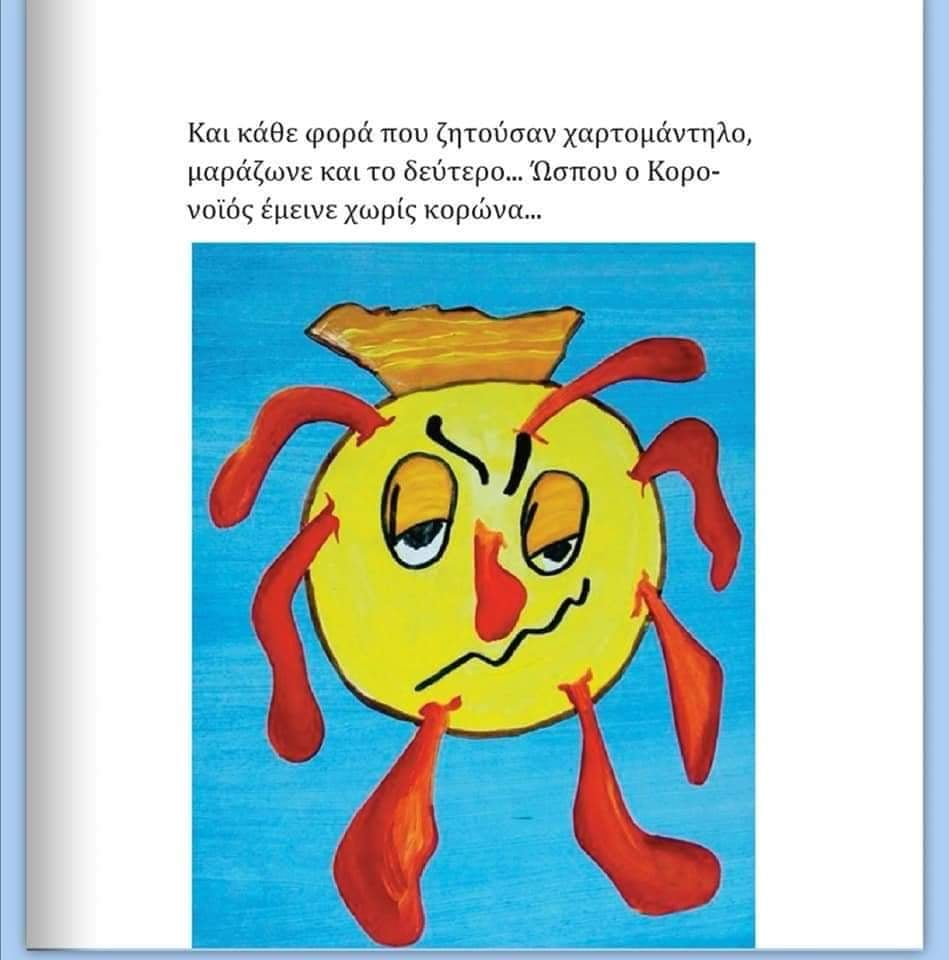 Και κάθε φορά που ζητούσαν χαρτομάντηλο,
μαράζωνε και το δεύτερο... Ώσπου ο Κορο-
νοϊός έμεινε χωρίς κορώνα...